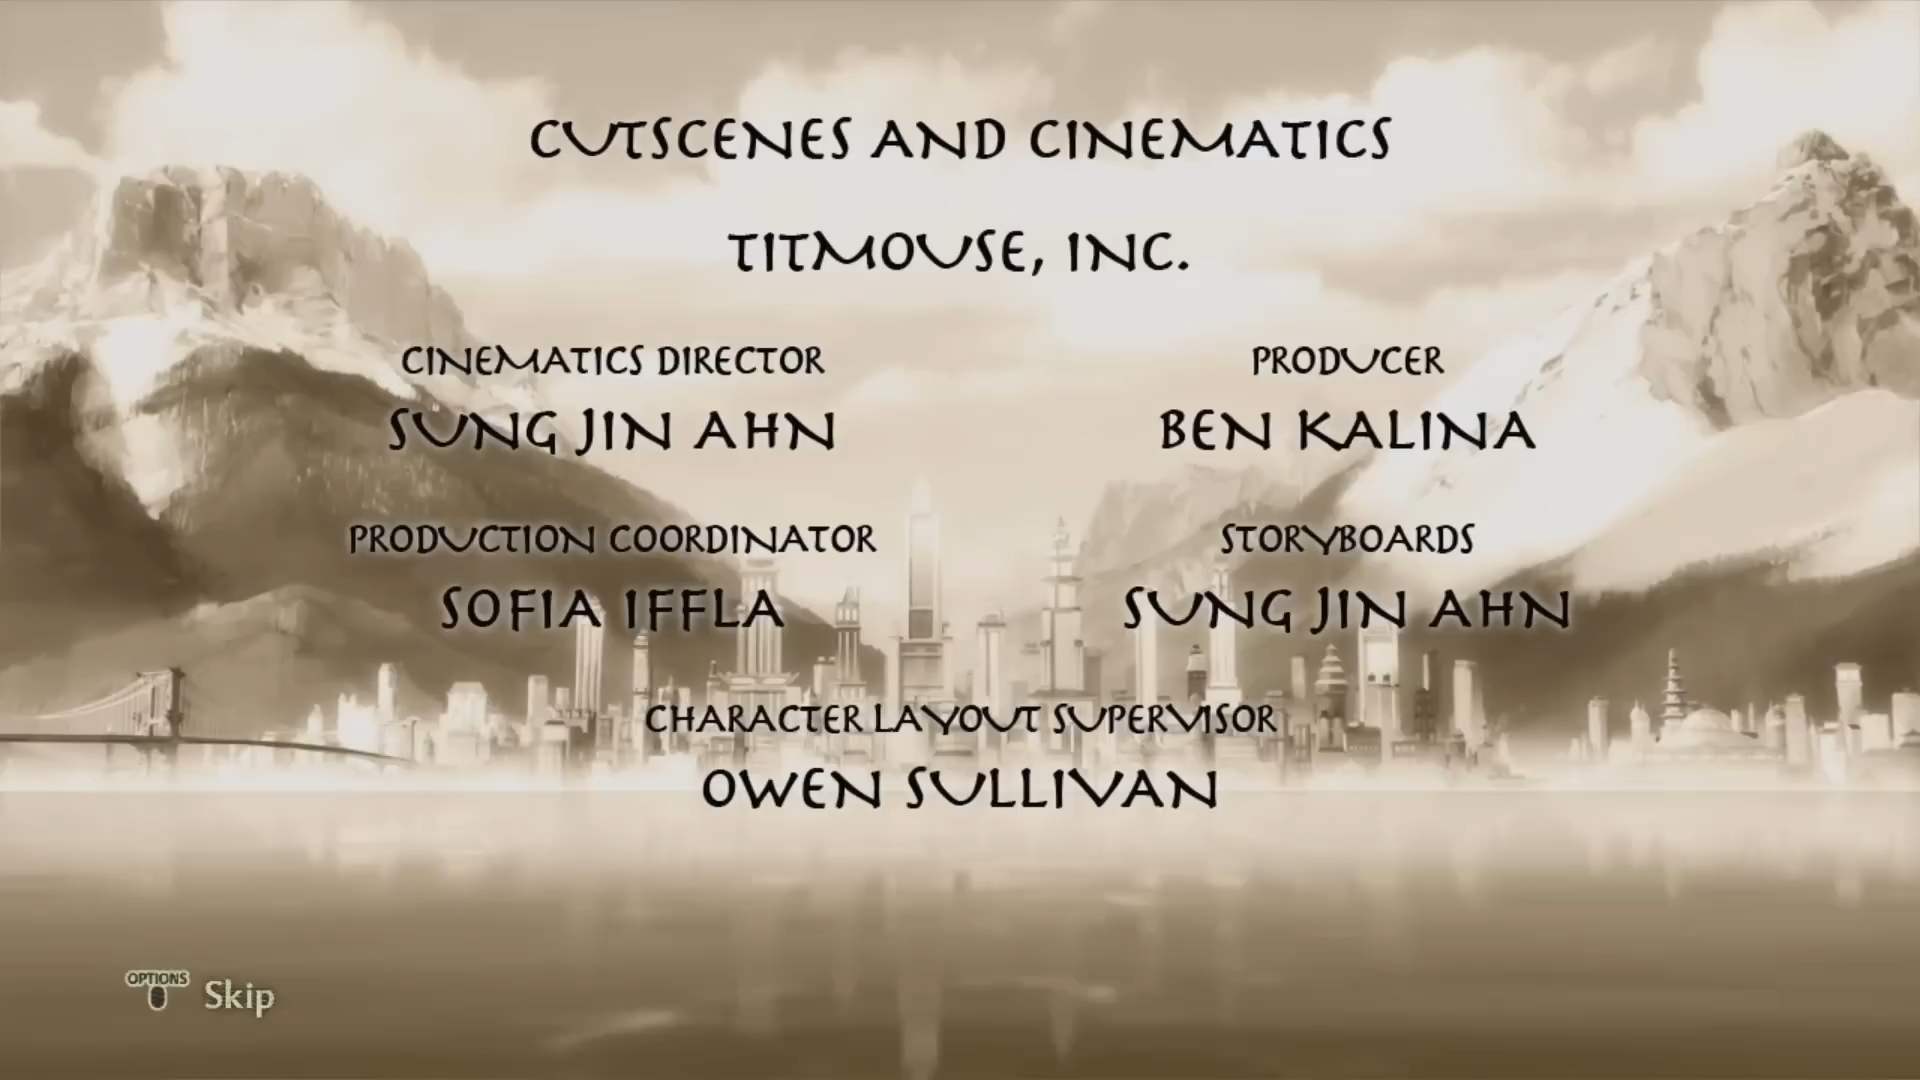 CUTSCENES AND CINEMATICS
TITMOUSE, INC.
CINEMATICS DIRECTOR
SUNG JIN AHN
PRODUCER
BEN KALINA
PRODUCTION COORDINATOR
SOFIA IFFLA
STORYBOARDS
SUNG JIN AHN
CHARACTER LAYOUT SUPERVISOR
OWEN SULLIVAN
OPTIONS
Skip